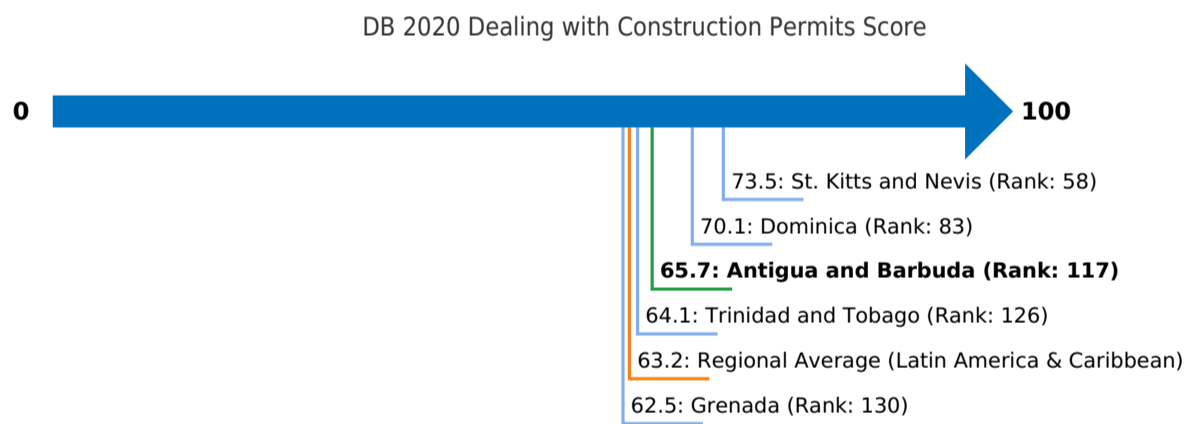 DB 2020 Dealing with Construction Permits Score
0
100
73.5: St. Kitts and Nevis (Rank: 58)
70.1: Dominica (Rank: 83)
65.7: Antigua and Barbuda (Rank: 117)
64.1: Trinidad and Tobago (Rank: 126)
63.2: Regional Average (Latin America & Caribbean)
62.5: Grenada (Rank: 130)